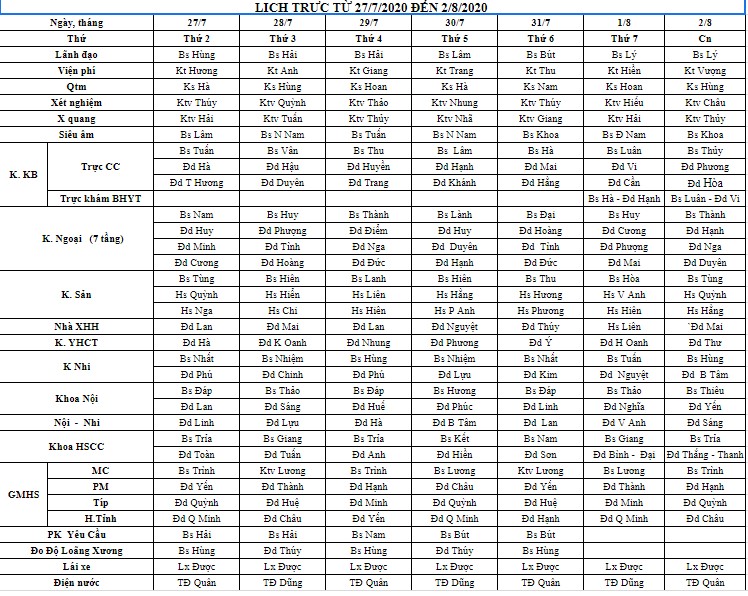 LỊCH TRỰC TỪ 27/7/2020 ĐẾN 2/8/2020
Ngày, tháng 27/7 28/7 29/7 30/7 31/7 1/8 2/8
Thứ Thứ 2 Thứ 3 Thứ 4 Thứ 5 Thứ 6 Thứ 7 Cn
Lãnh đạo Bs Hùng Bs Hải Bs Hải Bs Lâm Bs Bút Bs Lý Bs Lý
Viện phí Kt Hương Kt Anh Kt Giang Kt Trang Kt Thu Kt Hiền Kt Vượng
Qtm Ks Hà Ks Hùng Ks Hoan Ks Hà Ks Nam Ks Hoan Ks Hùng
Xét nghiệm Ktv Thúy Ktv Quỳnh Ktv Thảo Ktv Nhung Ktv Thúy Ktv Hiếu Ktv Châu
X quang Ktv Hải Ktv Tuấn Ktv Thủy Ktv Nhã Ktv Giang Ktv Hải Ktv Thủy
Siêu âm Bs Lâm Bs N Nam Bs Tuấn Bs N Nam Bs Khoa Bs Đ Nam Bs Khoa
K. KB Trực CC Bs Tuấn Bs Vân Bs Thu Bs Lâm Bs Hà Bs Luân Bs Thủy
Đd Hà Đd Hậu Đd Huyền Đd Hạnh Đd Mai Đd Vi Đd Phương
Đd T Hương Đd Duyên Đd Trang Đd Khánh Đd Hằng Đd Cần Đd Hòa
Trực khám BHYT Bs Hà - Đd Hạnh Bs Luân - Đd Vi
K. Ngoại (7 tầng) Bs Nam Bs Huy Bs Thành Bs Lành Bs Đại Bs Huy Bs Thành
Đd Huy Đd Phượng Đd Điểm Đd Huy Đd Hoàng Đd Cương Đd Hạnh
Đd Minh Đd Tính Đd Nga Đd Duyên Đd Tính Đd Phượng Đd Nga
Đd Cương Đd Hoàng Đd Đức Đd Hạnh Đd Đức Đd Mai Đd Duyên
K. Sản Bs Tùng Bs Hiên Bs Lanh Bs Hiên Bs Thu Bs Hòa Bs Tùng
Hs Quỳnh Hs Hiền Hs Liên Hs Hằng Hs Hương Hs V Anh Hs Quỳnh
Hs Nga Hs Chi Hs Hiên Hs P Anh Hs Phương Hs Hiên Hs Hằng
Nhà XHH Đd Lan Đd Mai Đd Lan Đd Nguyệt Đd Thúy Hs Liên `Đd Mai
K. YHCT Đd Hà Đd K Oanh Đd Nhung Đd Phương Đd Ý Đd H Oanh Đd Thư
K Nhi Bs Nhất Bs Nhiệm Bs Hùng Bs Nhiệm Bs Nhất Bs Tuấn Bs Hùng
Đd Phú Đd Chinh Đd Phú Đd Lựu Đd Kim Đd Nguyệt Đd B Tâm
Khoa Nội Bs Đáp Bs Thảo Bs Đáp Bs Hương Bs Đáp Bs Thảo Bs Thiêu
Đd Lan Đd Sáng Đd Huế Đd Phúc Đd Linh Đd Nghĩa Đd Yến
Nội - Nhi Đd Linh Đd Lựu Đd Hà Đd B Tâm Đd Lan Đd V Anh Đd Sáng
Khoa HSCC Bs Tría Bs Giang Bs Tría Bs Kết Bs Nam Bs Giang Bs Tría
Đd Toàn Đd Tuấn Đd Anh Đd Hiền Đd Sơn Đd Bính - Đại Đd Thắng - Thanh
GMHS MC Bs Trình Ktv Lương Bs Trình Bs Lương Ktv Lương Bs Lương Bs Trình
PM Đd Yến Đd Thành Đd Hạnh Đd Châu Đd Yến Đd Thành Đd Hạnh
Típ Đd Quỳnh Đd Huệ Đd Minh Đd Quỳnh Đd Huệ Đd Minh Đd Quỳnh
H.Tỉnh Đd Q Minh Đd Châu Đd Yến Đd Q Minh Đd Hạnh Đd Q Minh Đd Châu
PK Yêu Cầu Bs Hải Bs Hải Bs Nam Bs Bút Bs Bút
Đo Độ Loãng Xương Bs Hùng Đd Thúy Bs Hùng Đd Thúy Bs Hùng
Lái xe Lx Được Lx Được Lx Được Lx Được Lx Được Lx Được Lx Được
Điện nước TĐ Quân TĐ Dũng TĐ Quân TĐ Dũng TĐ Quân TĐ Dũng TĐ Quân